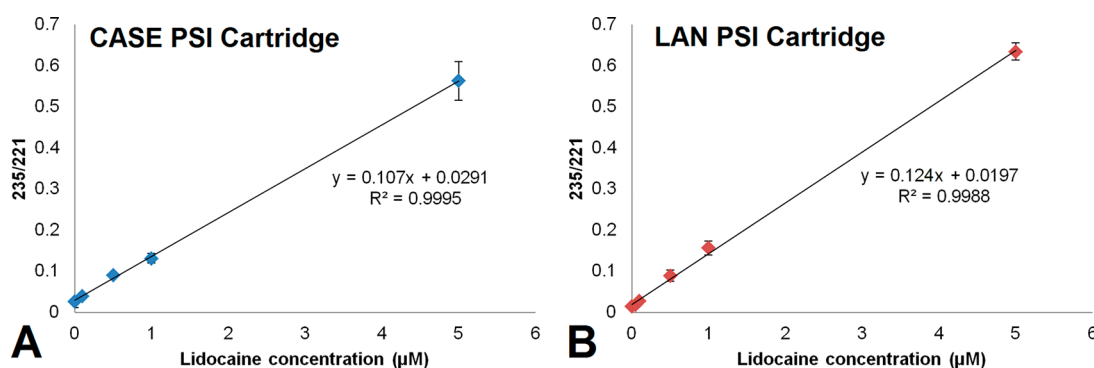 CASE PSI Cartridge
0.7
0.6
0.5
0.4
0.3
0.2
0.1
0
235/221
y = 0.107x + 0.0291
R² = 0.9995
0 1 2 3 4 5 6
Lidocaine concentration (µM)
A
LAN PSI Cartridge
0.7
0.6
0.5
0.4
0.3
0.2
0.1
0
235/221
y = 0.124x + 0.0197
R² = 0.9988
0 1 2 3 4 5 6
Lidocaine concentration (µM)
B